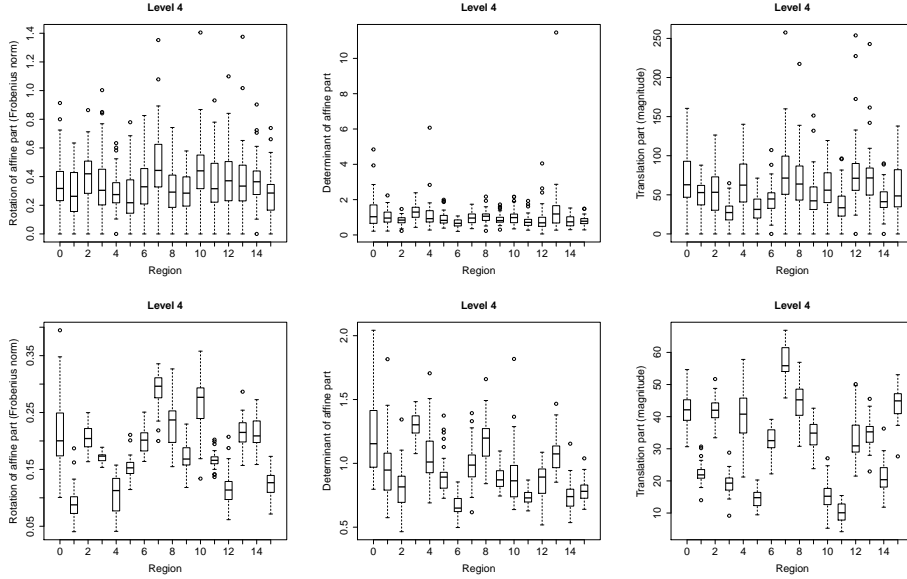 Level 4
Rotation of affine part (Frobenius norm)
0.0 0.2 0.4 0.6 0.8 1.0 1.2 1.4
0 2 4 6 8 10 12 14
Region
Level 4
Determinant of affine part
0 2 4 6 8 10
0 2 4 6 8 10 12 14
Region
Level 4
Translation part (magnitude)
0 50 100 150 200 250
0 2 4 6 8 10 12 14
Region
Level 4
Rotation of affine part (Frobenius norm)
0.05 0.15 0.25 0.35
0 2 4 6 8 10 12 14
Region
Level 4
Determinant of affine part
0.5 1.0 1.5 2.0
0 2 4 6 8 10 12 14
Region
Level 4
Translation part (magnitude)
10 20 30 40 50 60
0 2 4 6 8 10 12 14
Region